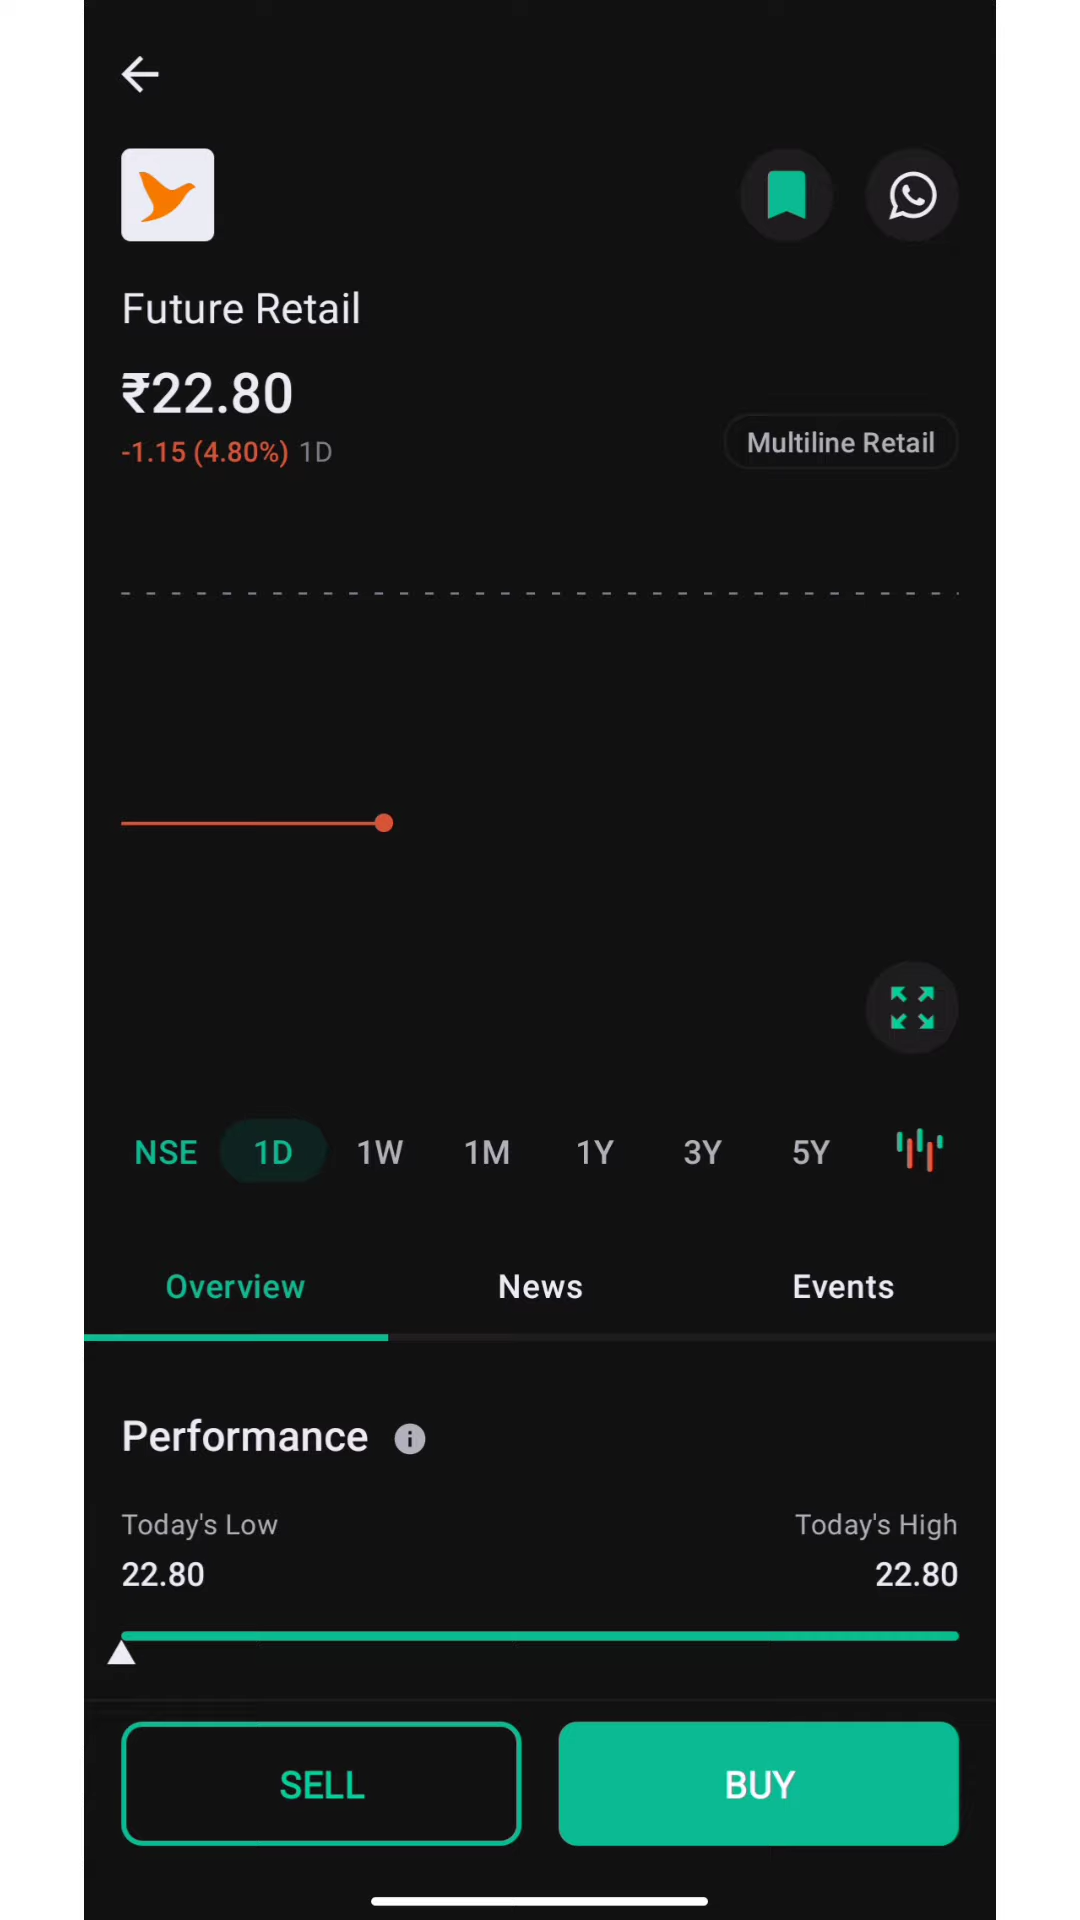 Future Retail
₹22.80
-1.15 (4.80%) 1D
Multiline Retail
NSE 1D 1W 1M 1Y 3Y 5Y
Overview News Events
Performance
Today's Low Today's High
22.80 22.80
SELL BUY